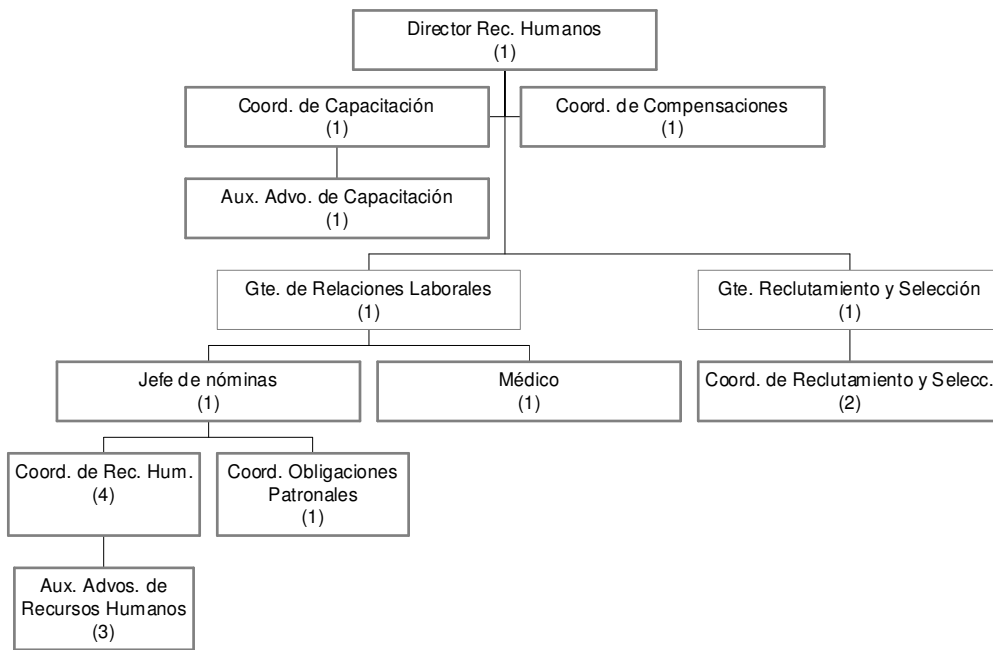 Director Rec. Humanos
(1)
Coord. de Capacitación
(1)
Coord. de Compensaciones
(1)
Aux. Advo. de Capacitación
(1)
Gte. de Relaciones Laborales
(1)
Gte. Reclutamiento y Selección
(1)
Jefe de nóminas
(1)
Médico
(1)
Coord. de Reclutamiento y Selecc.
(2)
Coord. de Rec. Hum.
(4)
Coord. Obligaciones
Patronales
(1)
Aux. Advos. de
Recursos Humanos
(3)